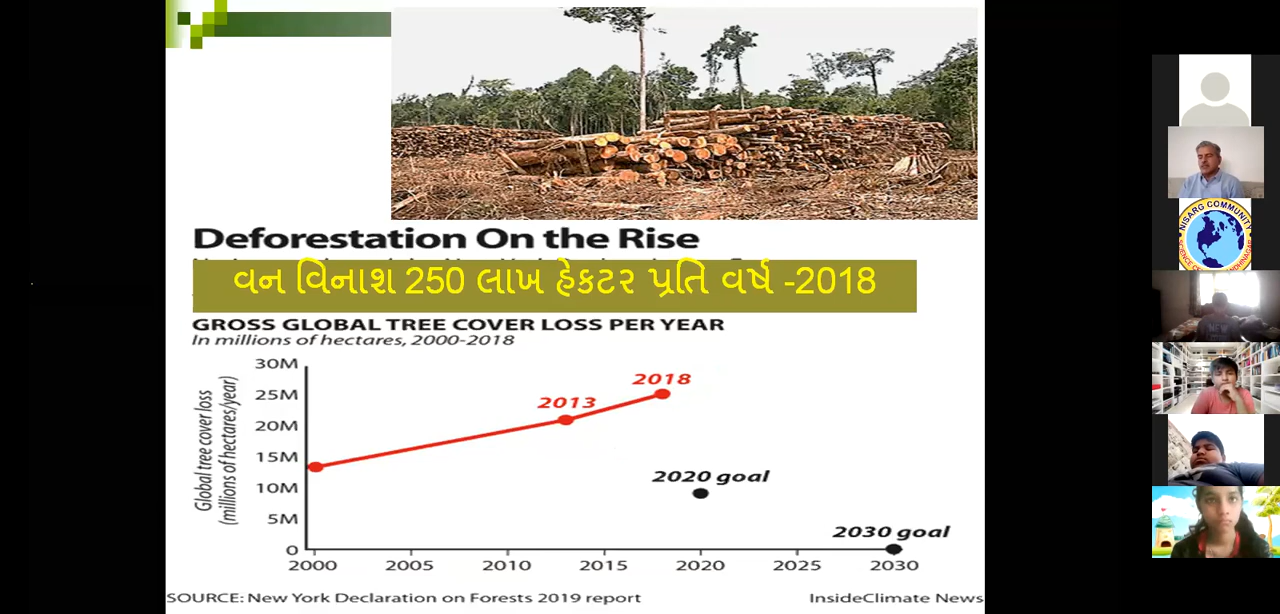 Deforestation On the Rise
વન વિનાશ 250 લાખ હેકટર પ્રતિ વર્ષ -2018
GROSS GLOBAL TREE COVER LOSS PER YEAR
In millions of hectares, 2000-2018
Global tree cover loss
(millions of hectares/year)
30M
25M
20M
15M
10M
5M
0
2013
2018
2020 goal
2030 goal
2000 2005 2010 2015 2020 2025 2030
SOURCE: New York Declaration on Forests 2019 report
InsideClimate News
NISARG COMMUNITY